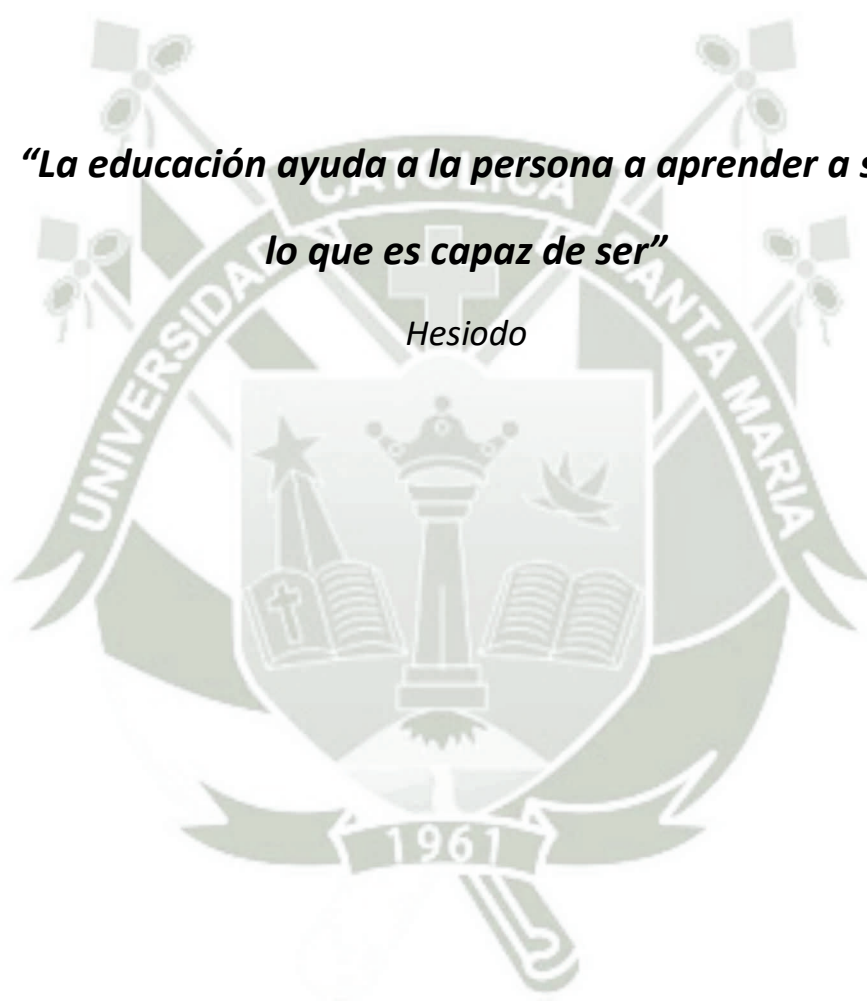 “La educación ayuda a la persona a aprender a s
lo que es capaz de ser”
Hesiodo
UNIVERSIDAD CATOLICA SANTA MARIA
1961